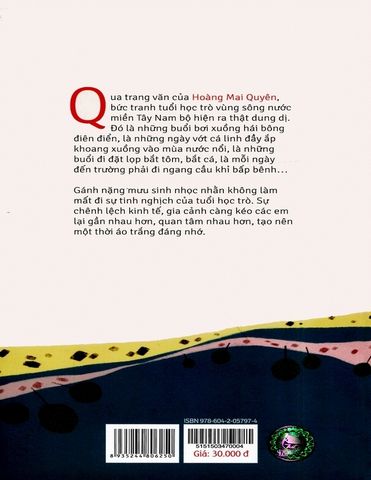 Qua trang văn của Hoàng Mai Quyên,
bức tranh tuổi học trò vùng sông nước
miền Tây Nam bộ hiện ra thật dung dị.
Đó là những buổi bơi xuồng hái bông
điên điển, là những ngày vớt cá linh đầy ắp
khoang xuồng vào mùa nước nổi, là những
buổi đi đặt lọp bắt tôm, bắt cá, là mỗi ngày
đến trường phải đi ngang cầu khỉ bấp bênh...
Gánh nặng mưu sinh nhọc nhằn không làm
mất đi sự tinh nghịch của tuổi học trò. Sự
chênh lệch kinh tế, gia cảnh càng kéo các em
lại gần nhau hơn, quan tâm nhau hơn, tạo nên
một thời áo trắng đáng nhớ.
ISBN 978-604-2-05797-4
8 935244 806250
5151503470004
Giá: 30.000 đ